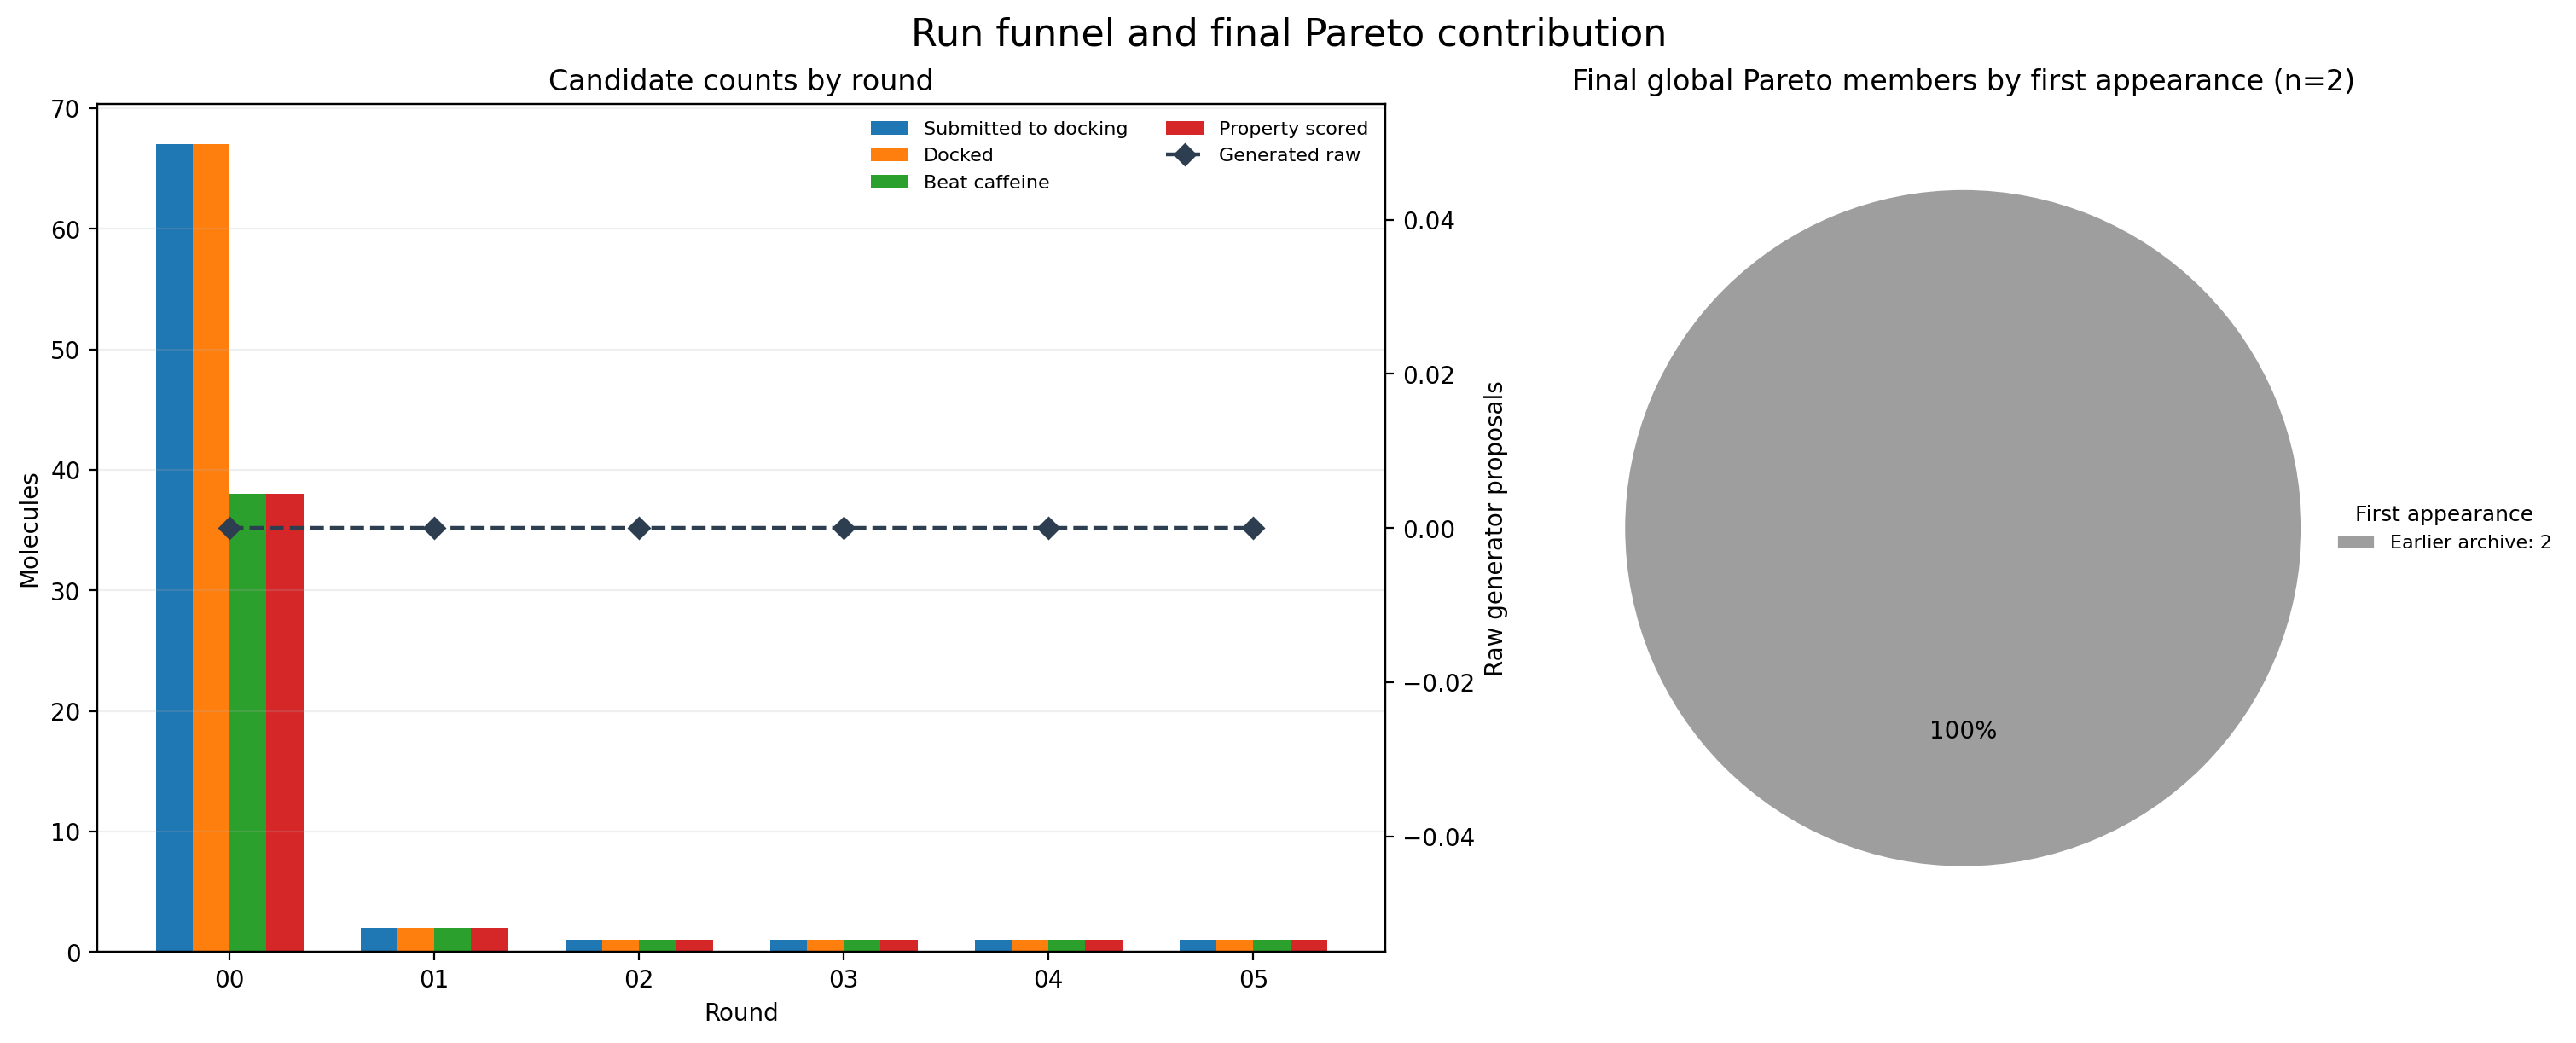 Run funnel and final Pareto contribution
Candidate counts by round
70
60
50
40
30
20
10
0
Molecules
Submitted to docking
Docked
Beat caffeine
Property scored
Generated raw
0.04
0.02
0.00
−0.02
−0.04
Raw generator proposals
00 01 02 03 04 05
Round
Final global Pareto members by first appearance (n=2)
100%
First appearance
Earlier archive: 2